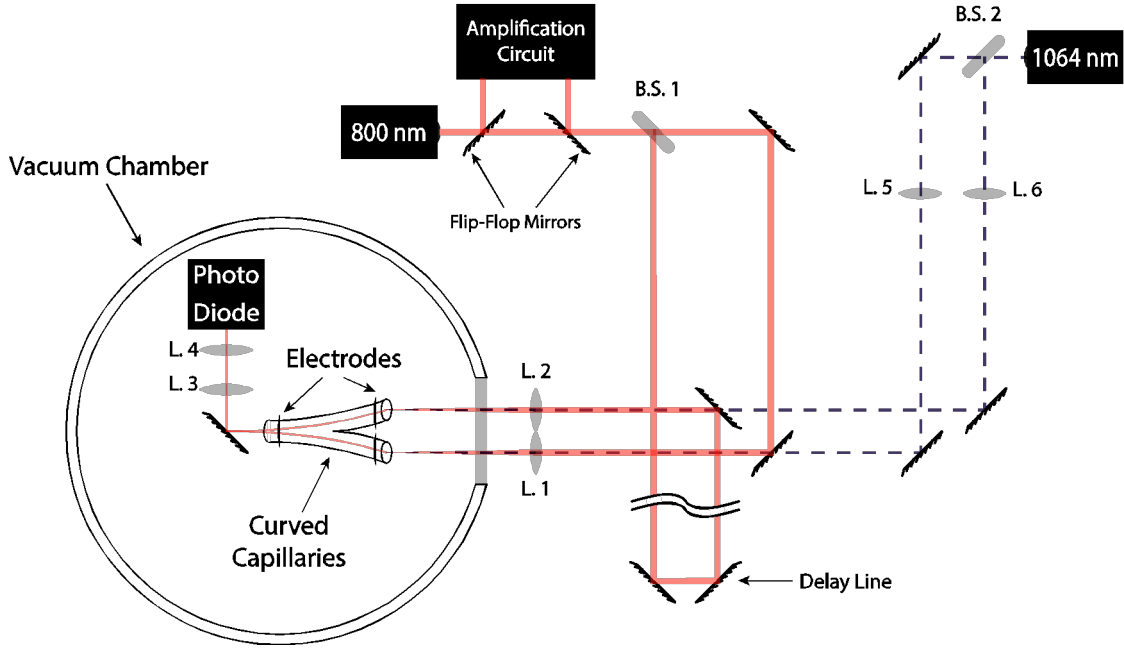 Amplification
Circuit
B.S. 2
1064 nm
B.S. 1
800 nm
Vacuum Chamber
L. 5
L. 6
Flip-Flop Mirrors
Photo
Diode
L. 4
Electrodes
L. 3
L. 2
L. 1
Curved
Capillaries
Delay Line